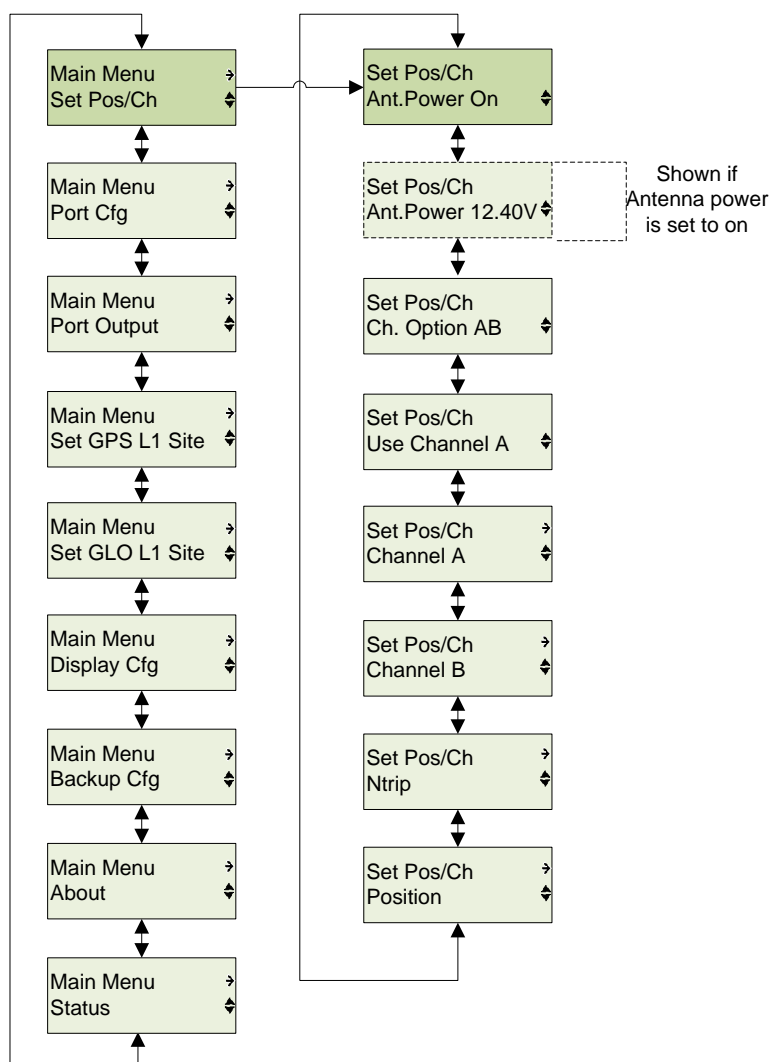 Main Menu
Set Pos/Ch
Main Menu
Port Cfg
Main Menu
Port Output
Main Menu
Set GPS L1 Site
Main Menu
Set GLO L1 Site
Main Menu
Display Cfg
Main Menu
Backup Cfg
Main Menu
About
Main Menu
Status
Set Pos/Ch
Ant.Power On
Set Pos/Ch
Ant.Power 12.40V
Shown if
Antenna power
is set to on
Set Pos/Ch
Ch. Option AB
Set Pos/Ch
Use Channel A
Set Pos/Ch
Channel A
Set Pos/Ch
Channel B
Set Pos/Ch
Ntrip
Set Pos/Ch
Position